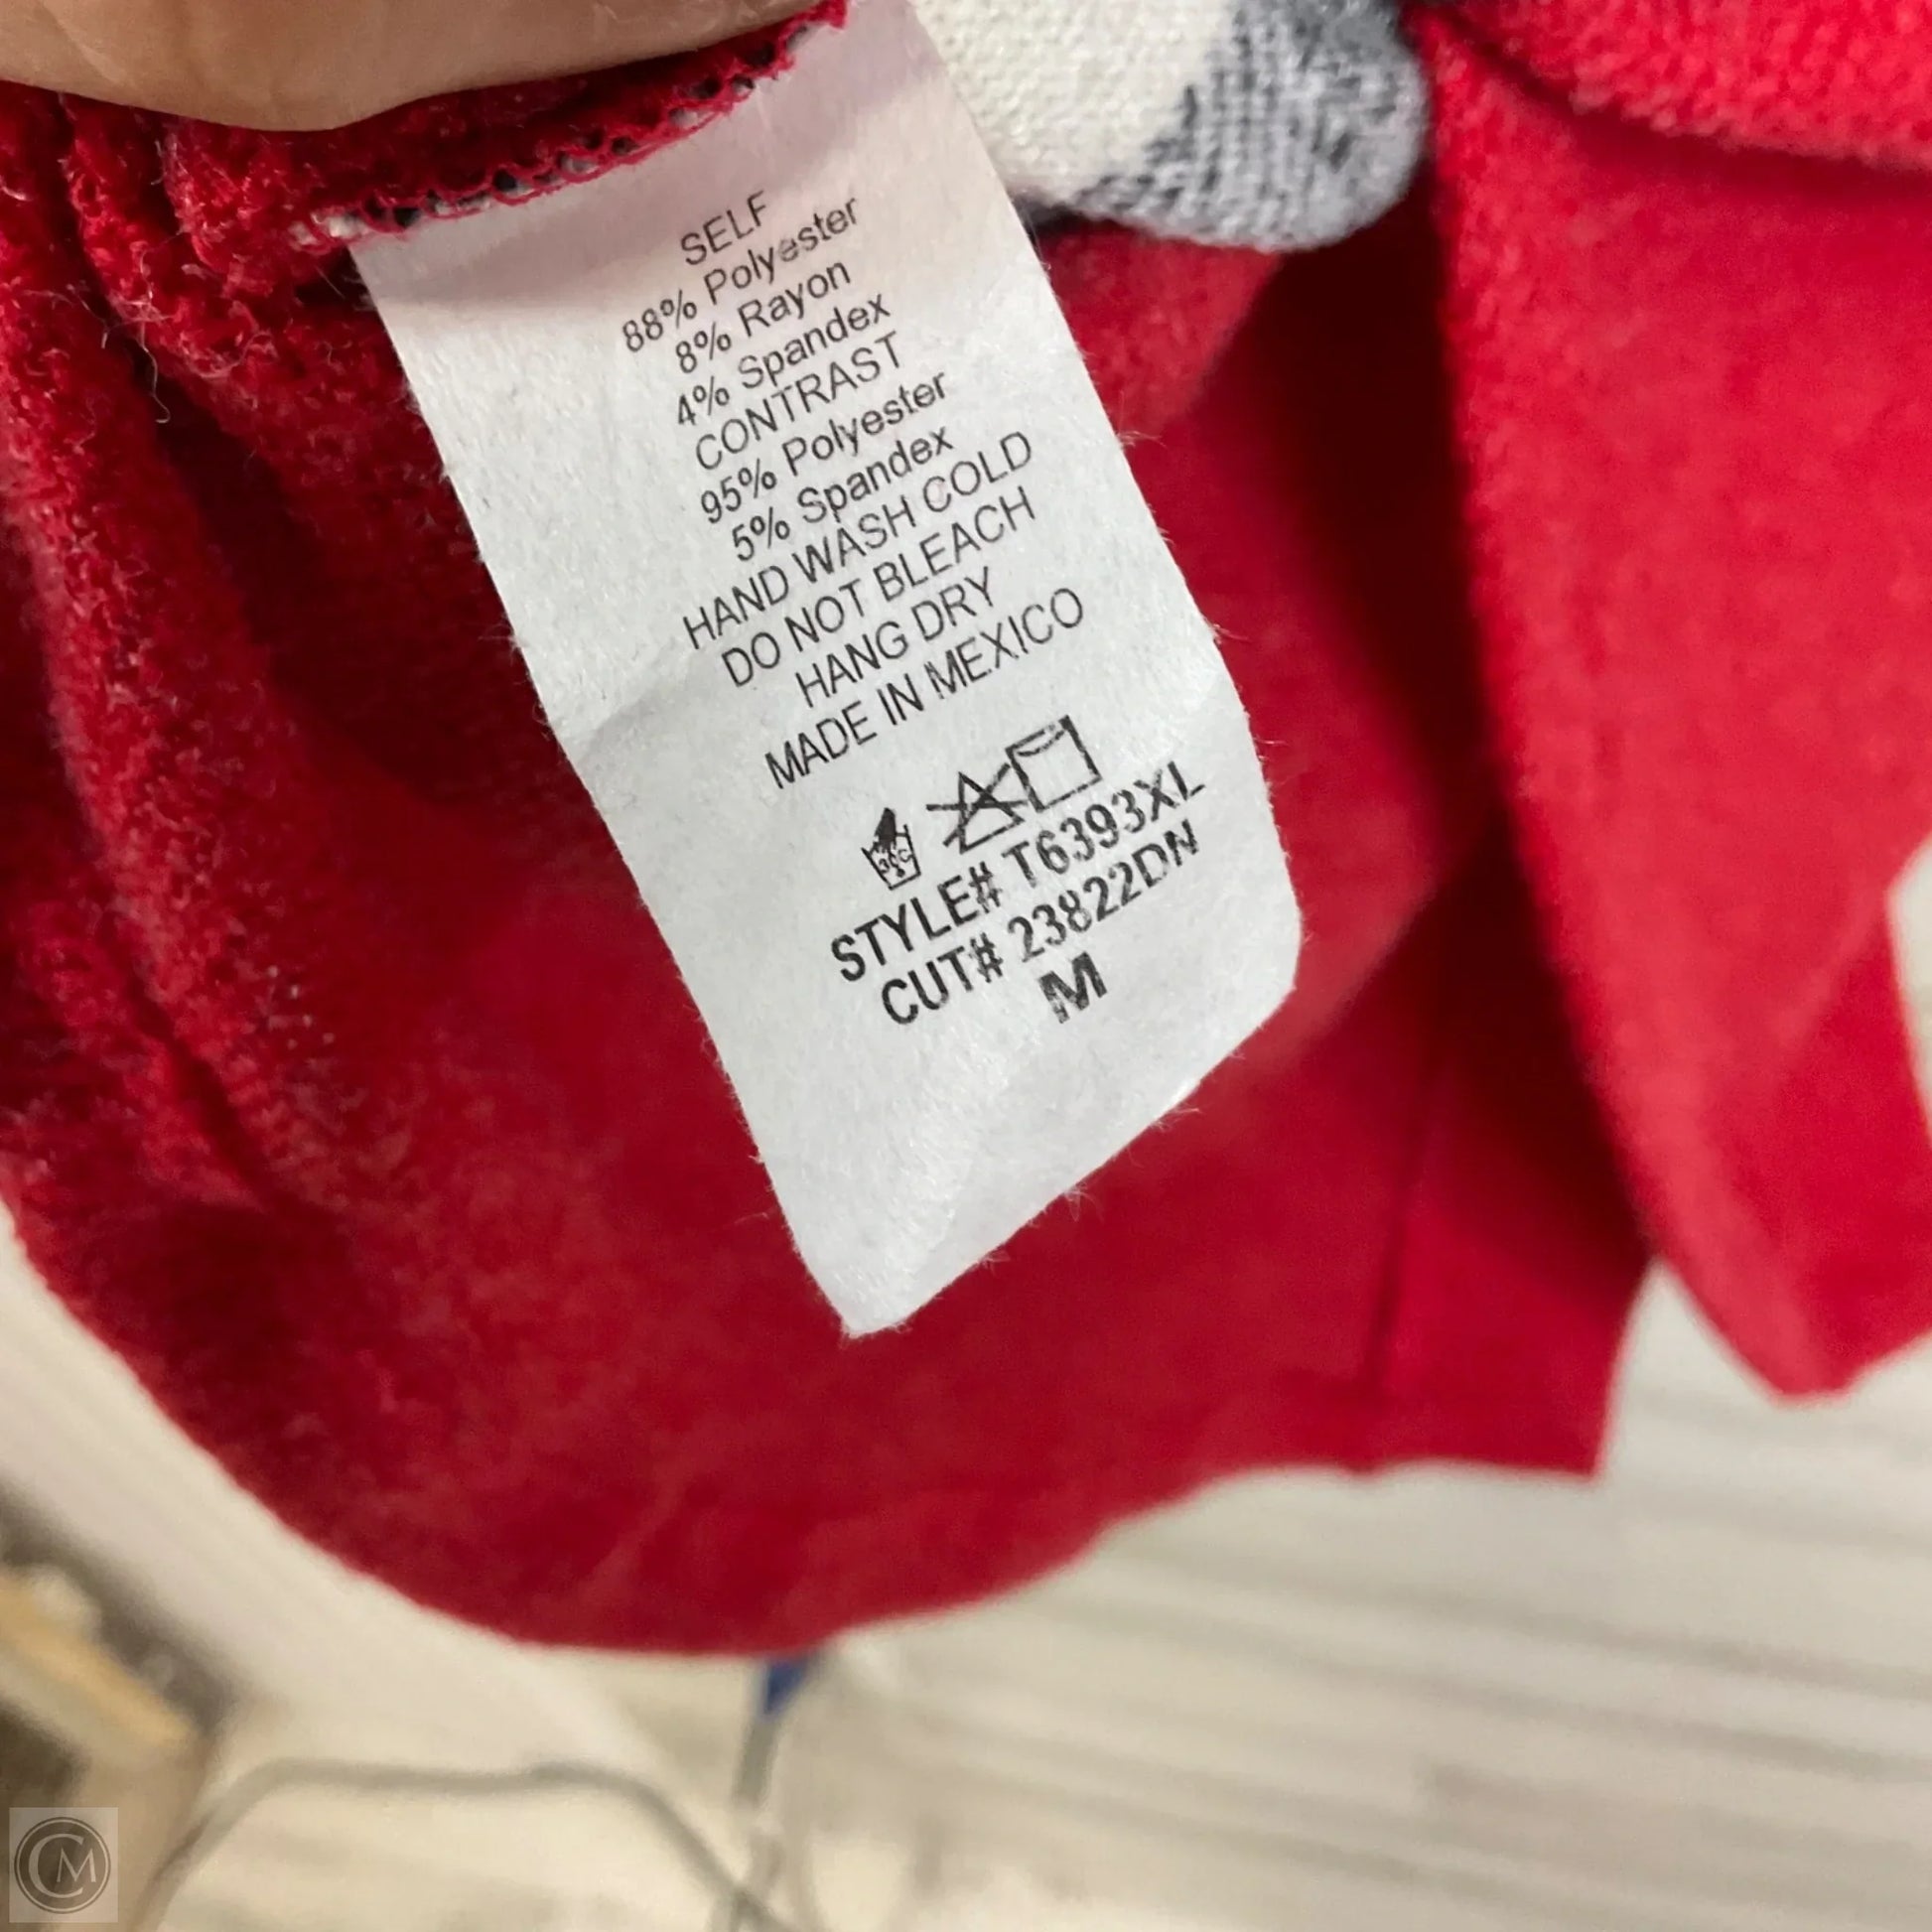 SELF
88% Polyester
8% Rayon
4% Spandex
CONTRAST
95% Polyester
5% Spandex
HAND WASH COLD
DO NOT BLEACH
HANG DRY
MADE IN MEXICO
STYLE# T6393XL
CUT# 23822DN
M
CM